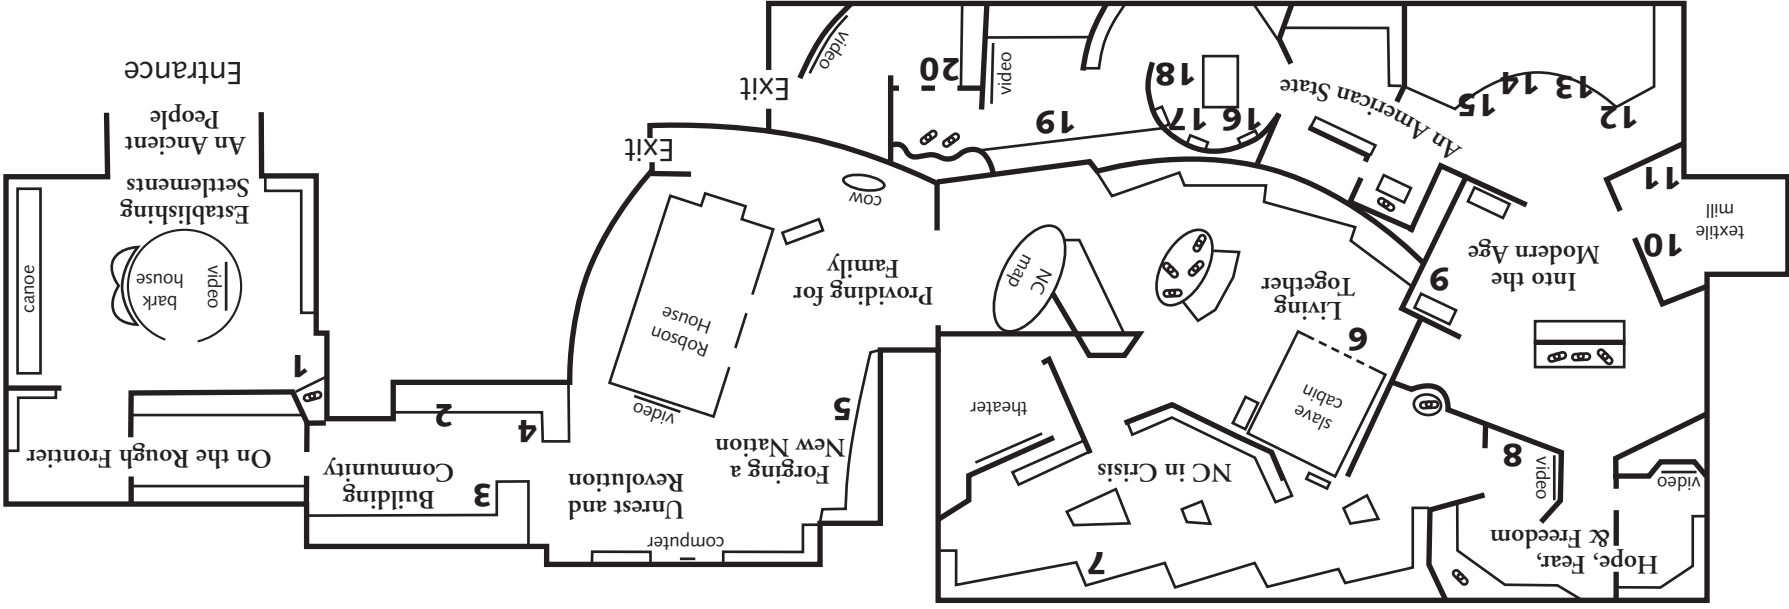 Entrance
An Ancient
People
Establishing
Settlements
canoe
video
bark
house
1
On the Rough Frontier
Building
Community
2
3
4
Unrest and
Revolution
computer
Forging a
New Nation
5
video
Robson
House
Providing for
Family
cow
Exit
NC
map
Living
Together
6
slave
cabin
theater
NC in Crisis
7
Hope, Fear,
& Freedom
video
video
8
9
Into the
Modern Age
textile
mill
10
11
12
13
14
15
An American State
16
17
18
19
video
20
video
Exit